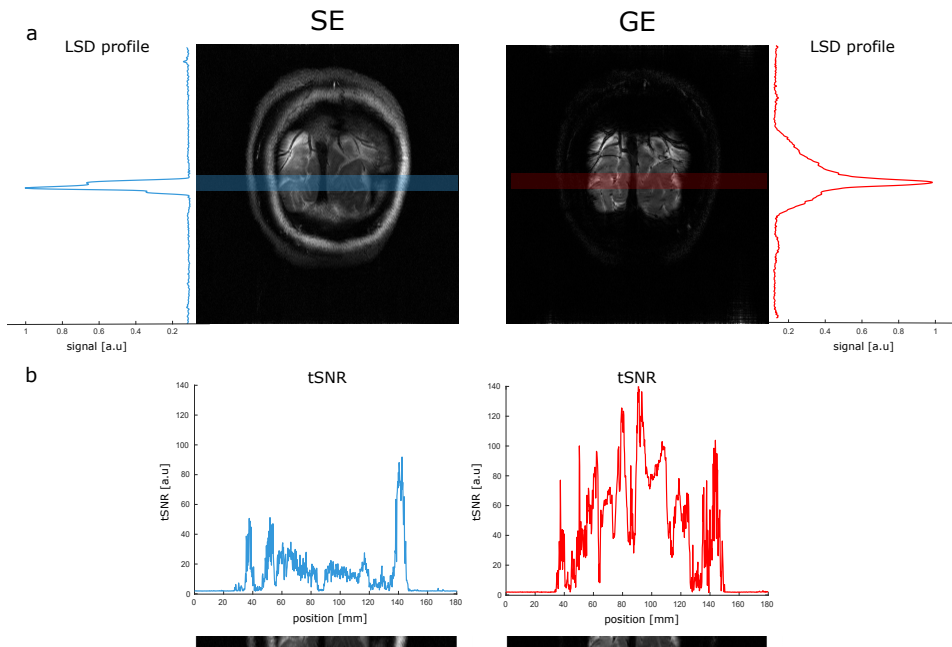 SE
GE
a
LSD profile
LSD profile
1 0.8 0.6 0.4 0.2
signal [a.u]
0.2 0.4 0.6 0.8 1
signal [a.u]
b
tSNR
tSNR
140
120
100
80
60
40
20
0
tSNR [a.u]
0 20 40 60 80 100 120 140 160 180
position [mm]
140
120
100
80
60
40
20
0
tSNR [a.u]
0 20 40 60 80 100 120 140 160 180
position [mm]